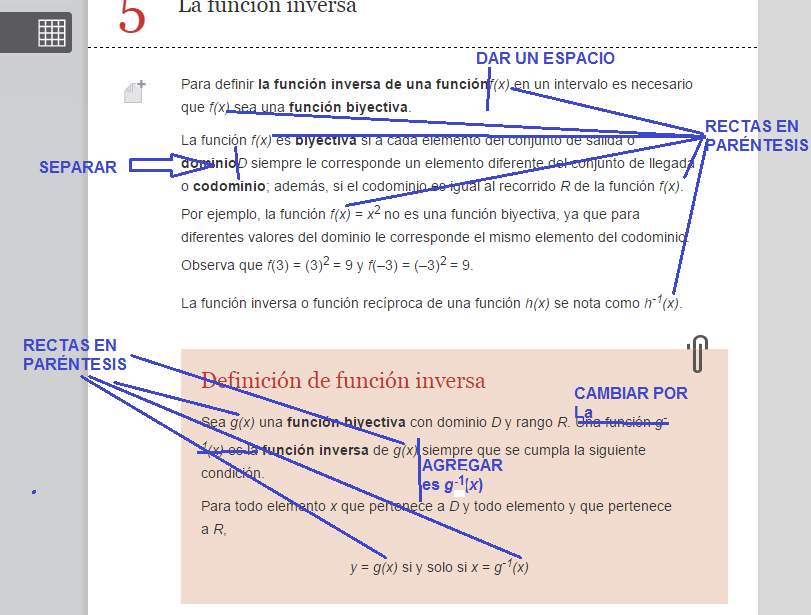 5 La función inversa
DAR UN ESPACIO
Para definir la función inversa de una función f(x) en un intervalo es necesario
que f(x) sea una función biyectiva.
RECTAS EN
PARÉNTESIS
La función f(x) es biyectiva si a cada elemento del conjunto de salida o
SEPARAR
dominioD siempre le corresponde un elemento diferente del conjunto de llegada
o codominio; además, si el codominio es igual al recorrido R de la función f(x).
Por ejemplo, la función f(x) = x² no es una función biyectiva, ya que para
diferentes valores del dominio le corresponde el mismo elemento del codominio.
Observa que f(3) = (3)² = 9 y f(–3) = (–3)² = 9.
La función inversa o función recíproca de una función h(x) se nota como h⁻¹(x).
RECTAS EN
PARÉNTESIS
Definición de función inversa
CAMBIAR POR
La
Sea g(x) una función biyectiva con dominio D y rango R. Una función g⁻
¹(x) es la función inversa de g(x) siempre que se cumpla la siguiente
condición.
AGREGAR
es g⁻¹(x)
Para todo elemento x que pertenece a D y todo elemento y que pertenece
a R,
y = g(x) si y solo si x = g⁻¹(x)